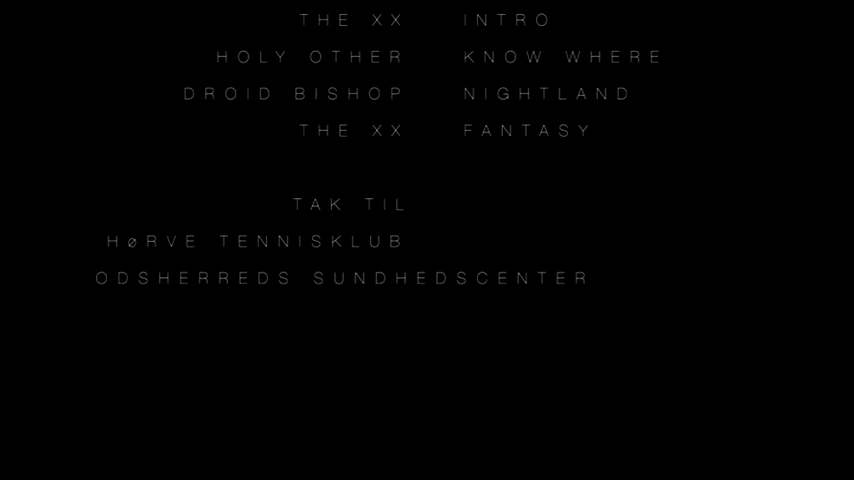 THE XX INTRO
HOLY OTHER KNOW WHERE
DROID BISHOP NIGHTLAND
THE XX FANTASY
TAK TIL
HøRVE TENNISKLUB
ODSHERREDS SUNDHEDSCENTER